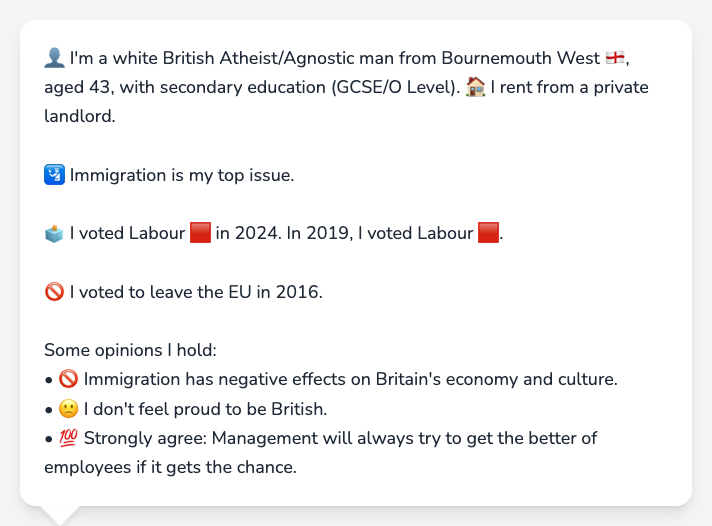 👤 I'm a white British Atheist/Agnostic man from Bournemouth West 🏴󠁧󠁢󠁥󠁮󠁧󠁿,
aged 43, with secondary education (GCSE/O Level). 🏠 I rent from a private
landlord.
🛂 Immigration is my top issue.
🗳️ I voted Labour 🟥 in 2024. In 2019, I voted Labour 🟥.
🚫 I voted to leave the EU in 2016.
Some opinions I hold:
• 🚫 Immigration has negative effects on Britain's economy and culture.
• 🙁 I don't feel proud to be British.
• 💯 Strongly agree: Management will always try to get the better of
employees if it gets the chance.